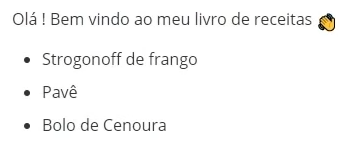 Olá ! Bem vindo ao meu livro de receitas 👏
• Strogonoff de frango
• Pavê
• Bolo de Cenoura